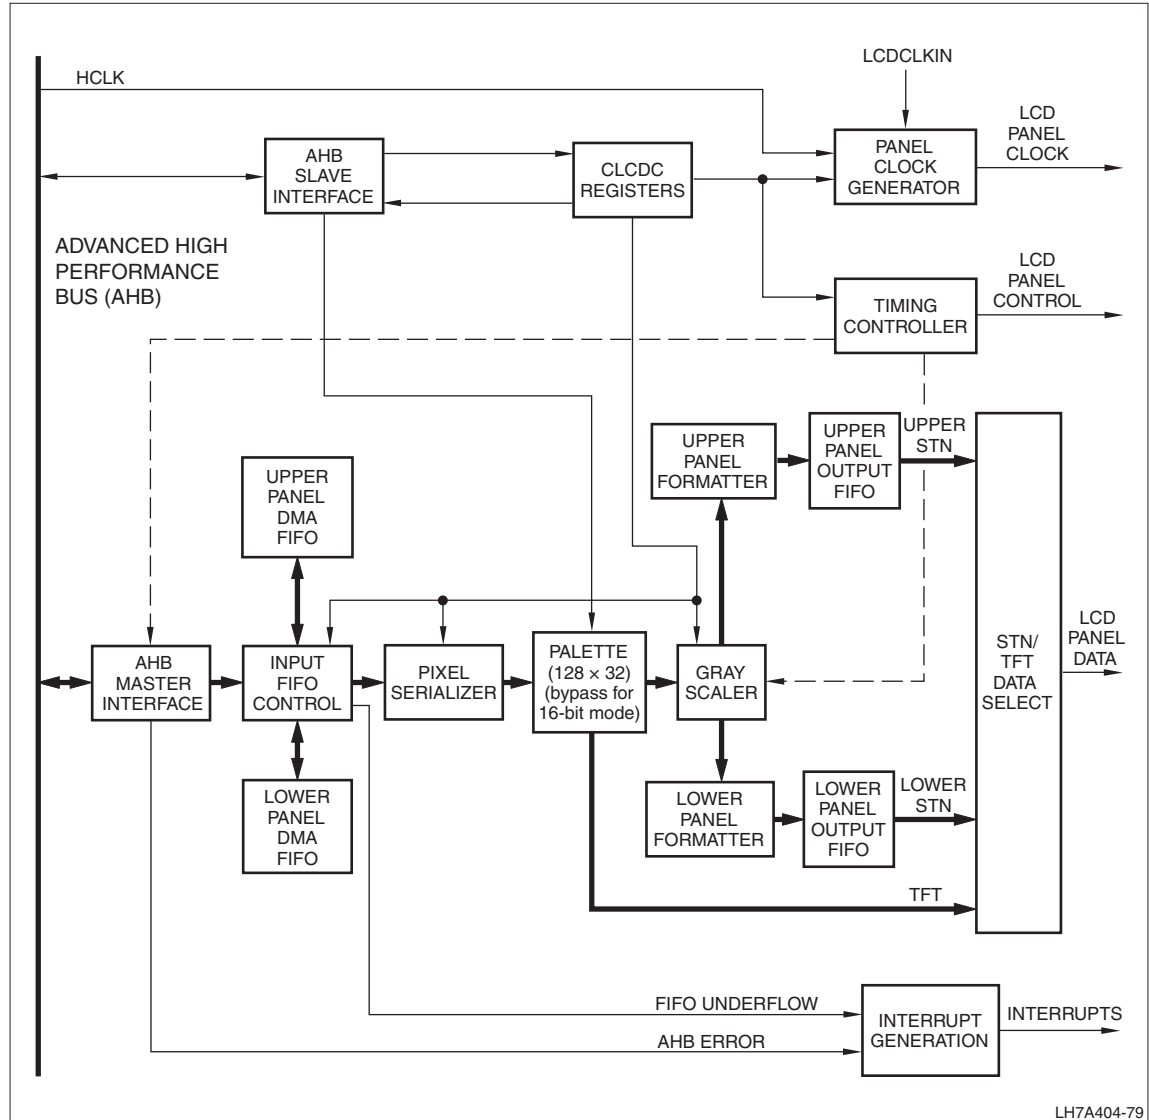 HCLK
LCDCLKIN
LCD
PANEL
CLOCK
AHB
SLAVE
INTERFACE
CLCDC
REGISTERS
PANEL
CLOCK
GENERATOR
ADVANCED HIGH
PERFORMANCE
BUS (AHB)
LCD
PANEL
CONTROL
TIMING
CONTROLLER
UPPER
PANEL
FORMATTER
UPPER
PANEL
OUTPUT
FIFO
UPPER
STN
UPPER
PANEL
DMA
FIFO
AHB
MASTER
INTERFACE
INPUT
FIFO
CONTROL
PIXEL
SERIALIZER
PALETTE
(128 × 32)
(bypass for
16-bit mode)
GRAY
SCALER
STN/
TFT
DATA
SELECT
LCD
PANEL
DATA
LOWER
PANEL
DMA
FIFO
LOWER
PANEL
FORMATTER
LOWER
PANEL
OUTPUT
FIFO
LOWER
STN
TFT
FIFO UNDERFLOW
AHB ERROR
INTERRUPT
GENERATION
INTERRUPTS
LH7A404-79